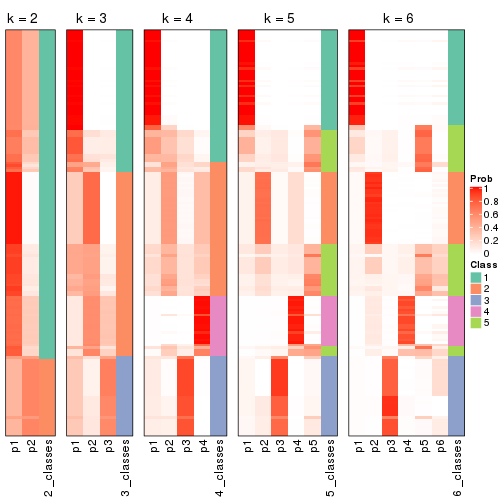 k = 2
k = 3
k = 4
k = 5
k = 6
p1
p2
2_classes
p1
p2
p3
3_classes
p1
p2
p3
p4
4_classes
p1
p2
p3
p4
p5
5_classes
p1
p2
p3
p4
p5
p6
6_classes
Prob
1
0.8
0.6
0.4
0.2
0
Class
1
2
3
4
5